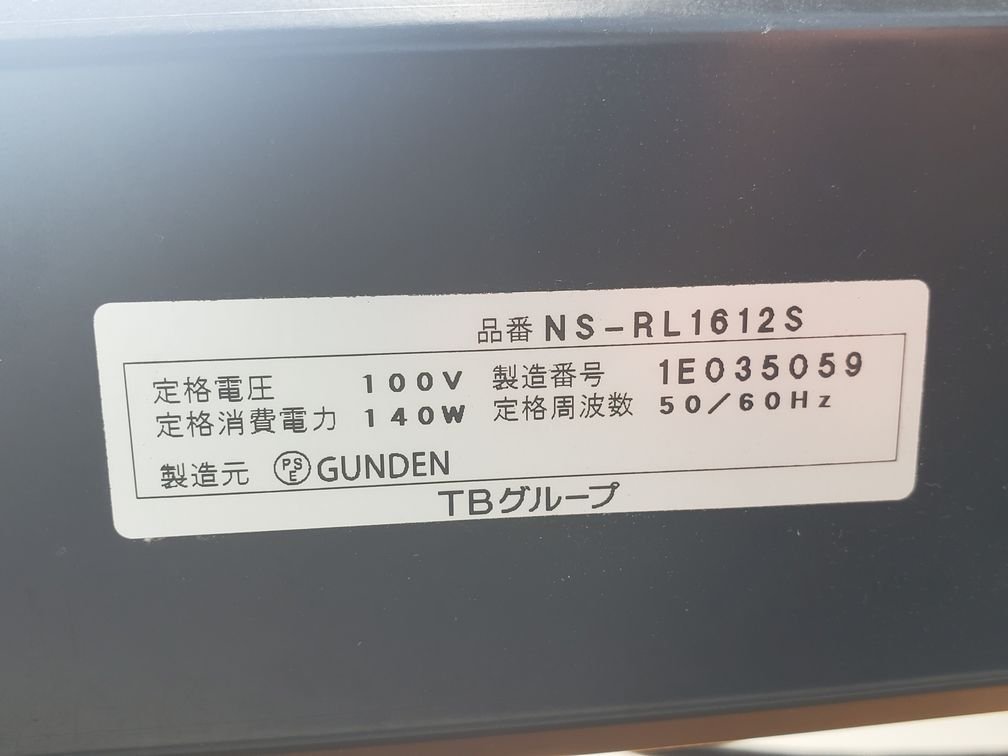 品番 NS-RL1612S
定格電圧 100V 製造番号 1E035059
定格消費電力 140W 定格周波数 50/60Hz
製造元 PSE GUNDEN
TBグループ